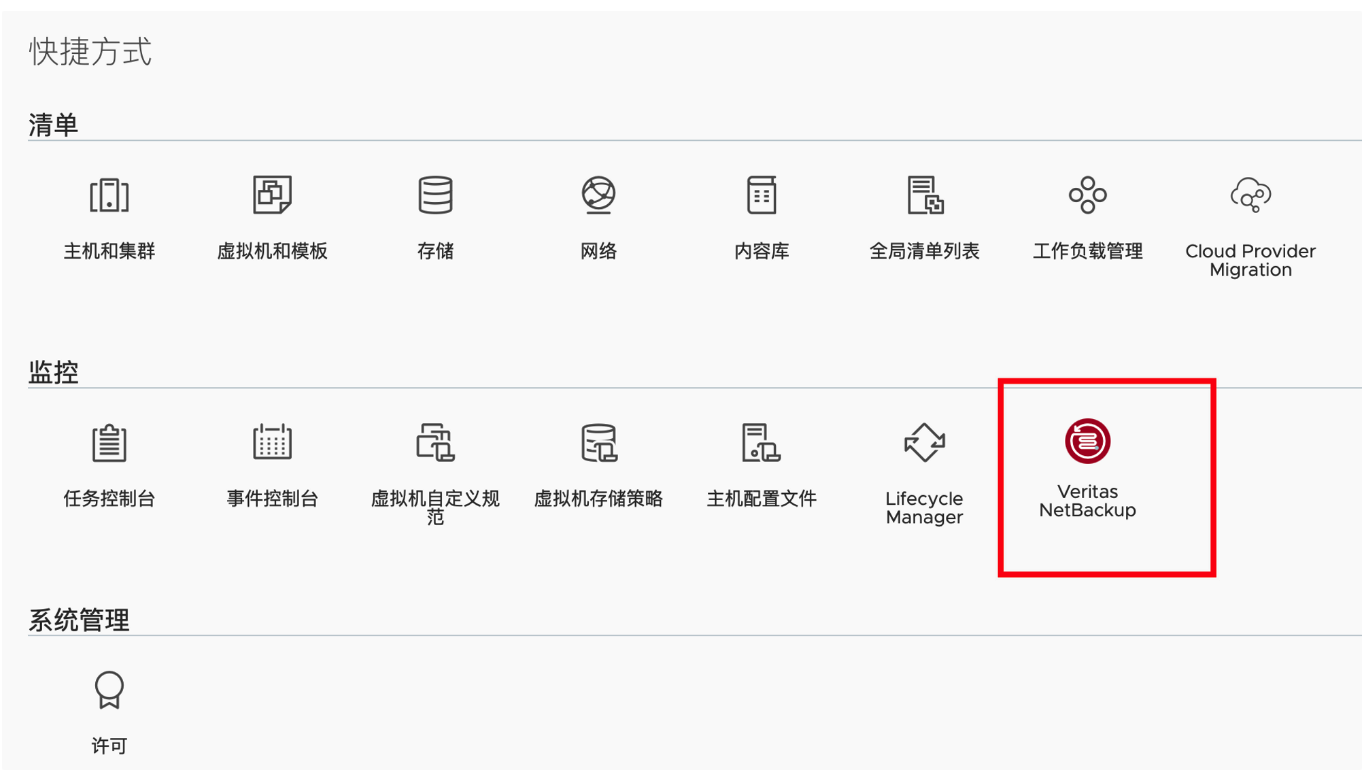 快捷方式
清单
主机和集群
虚拟机和模板
存储
网络
内容库
全局清单列表
工作负载管理
Cloud Provider
Migration
监控
任务控制台
事件控制台
虚拟机自定义规
范
虚拟机存储策略
主机配置文件
Lifecycle
Manager
Veritas
NetBackup
系统管理
许可